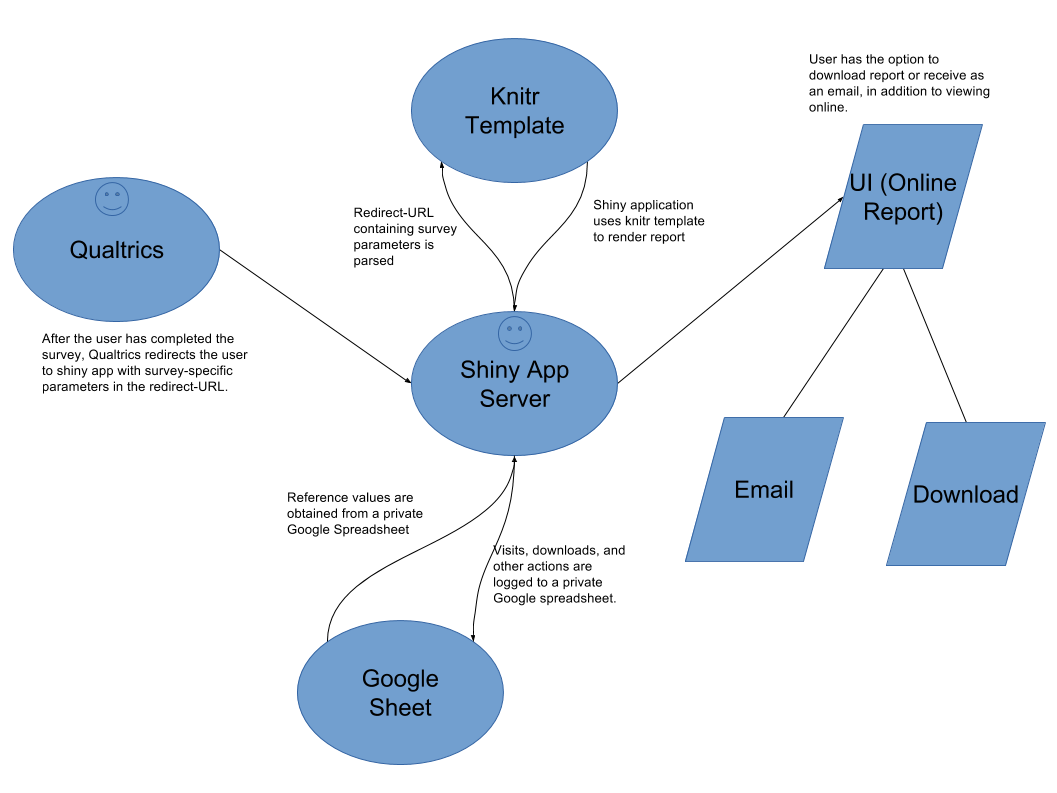 User has the option to
download report or receive as
an email, in addition to viewing
online.
Knitr
Template
UI (Online
Report)
Redirect-URL
containing survey
parameters is
parsed
Shiny application
uses knitr template
to render report
Qualtrics
After the user has completed the
survey, Qualtrics redirects the user
to shiny app with survey-specific
parameters in the redirect-URL.
Shiny App
Server
Reference values are
obtained from a private
Google Spreadsheet
Visits, downloads, and
other actions are
logged to a private
Google spreadsheet.
Email
Download
Google
Sheet